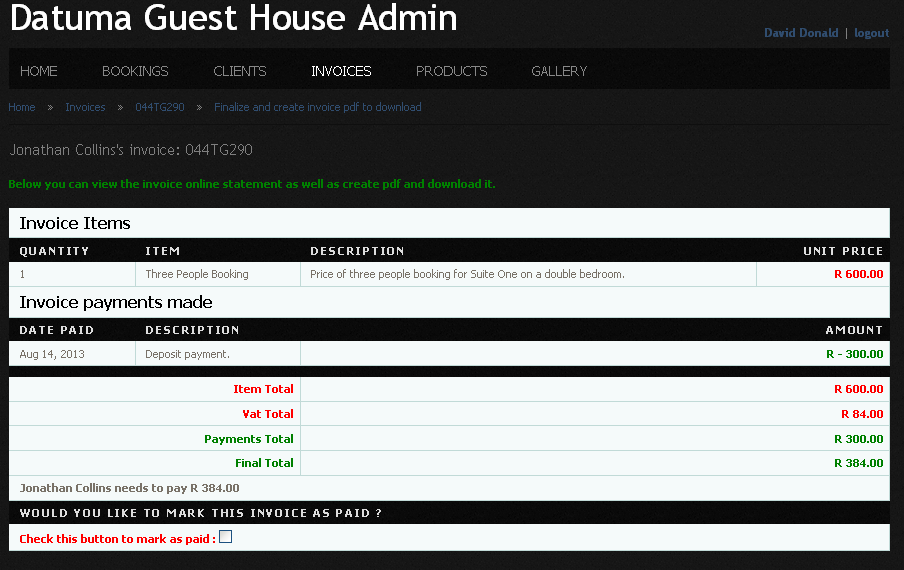 Datuma Guest House Admin
David Donald | logout
HOME BOOKINGS CLIENTS INVOICES PRODUCTS GALLERY
Home » Invoices » 044TG290 » Finalize and create invoice pdf to download
Jonathan Collins's invoice: 044TG290
Below you can view the invoice online statement as well as create pdf and download it.
Invoice Items
QUANTITY ITEM DESCRIPTION UNIT PRICE
1 Three People Booking Price of three people booking for Suite One on a double bedroom. R 600.00
Invoice payments made
DATE PAID DESCRIPTION AMOUNT
Aug 14, 2013 Deposit payment. R - 300.00
Item Total R 600.00
Vat Total R 84.00
Payments Total R 300.00
Final Total R 384.00
Jonathan Collins needs to pay R 384.00
WOULD YOU LIKE TO MARK THIS INVOICE AS PAID ?
Check this button to mark as paid :